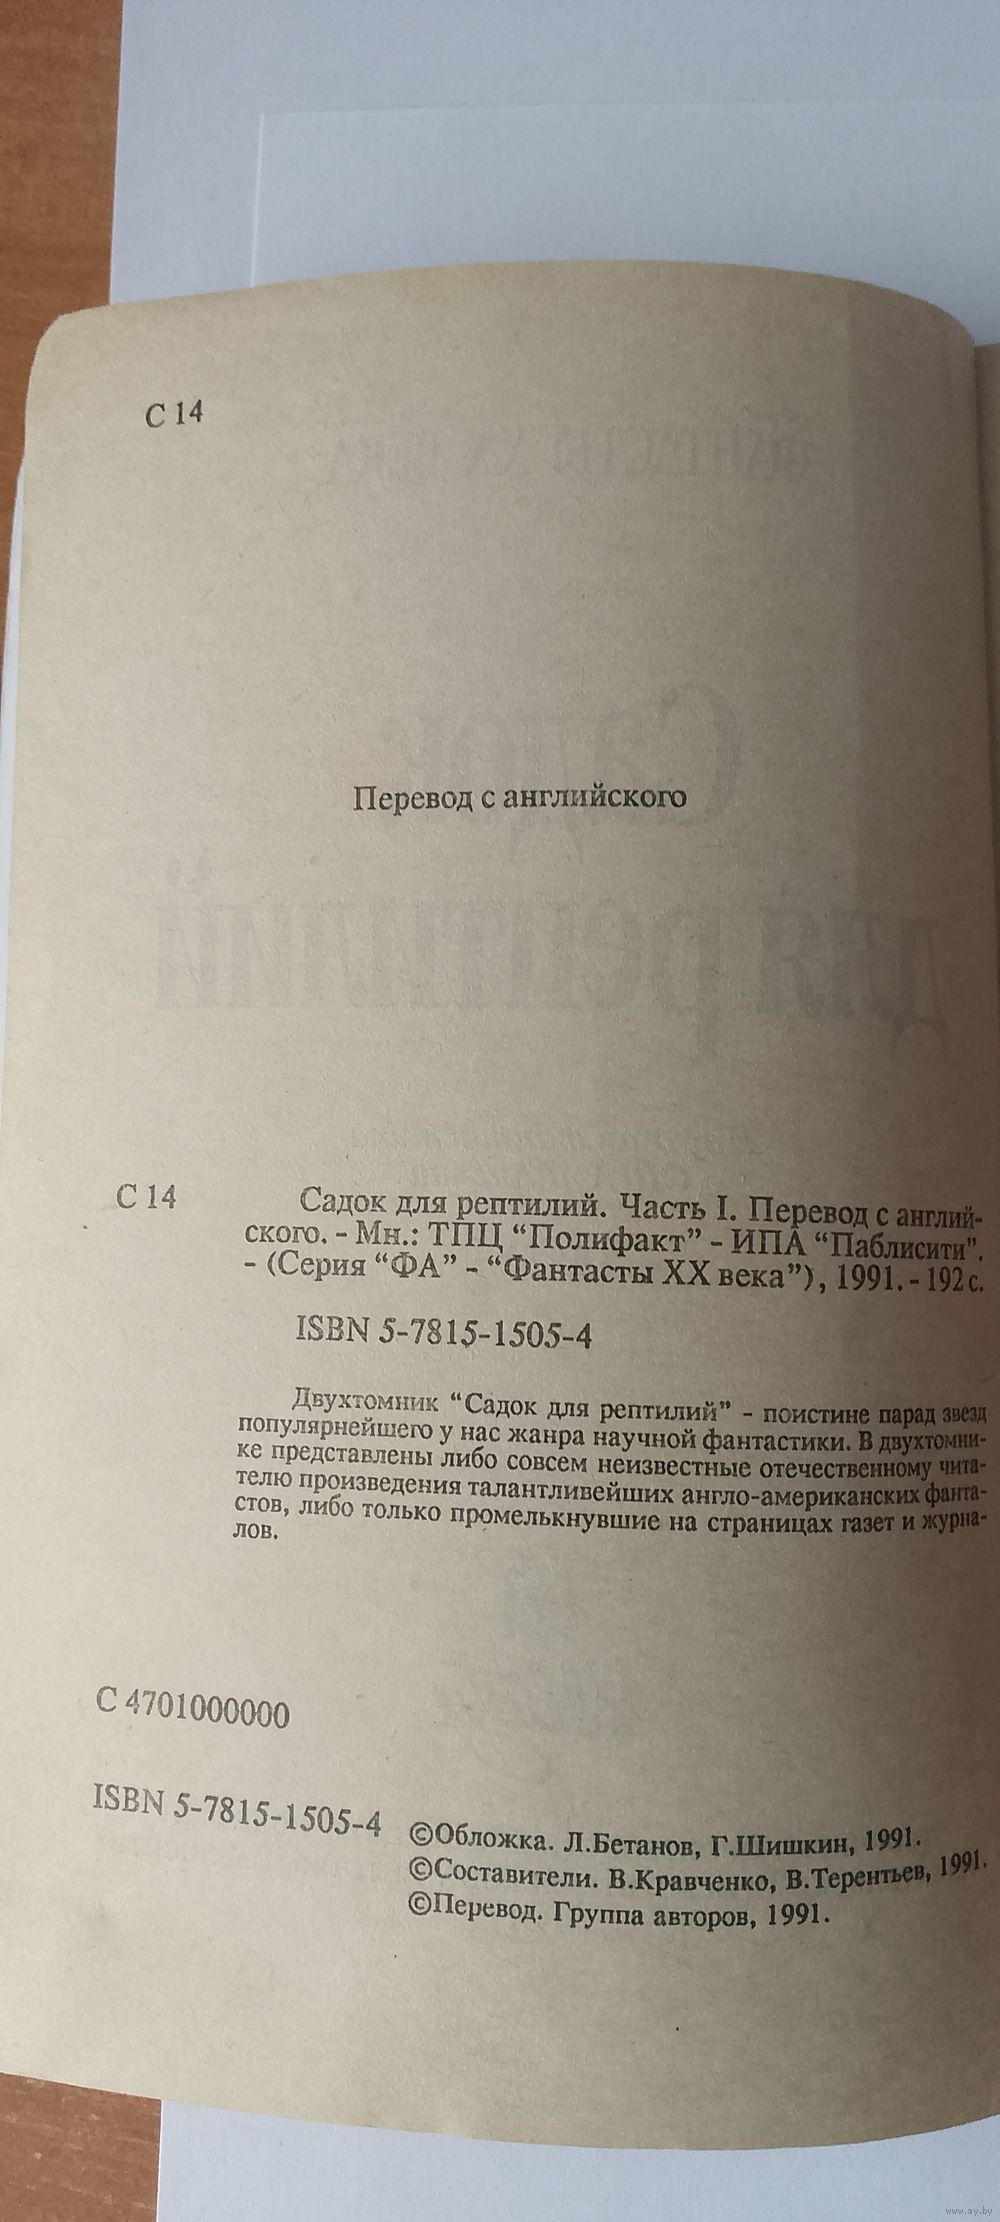 С 14
Перевод с английского
С 14 Садок для рептилий. Часть I. Перевод с англий-
ского. - Мн.: ТПЦ “Полифакт” - ИПА “Паблисити”.
- (Серия “ФА” - “Фантасты XX века”), 1991. - 192 с.
ISBN 5-7815-1505-4
Двухтомник “Садок для рептилий” - поистине парад звезд
популярнейшего у нас жанра научной фантастики. В двухтомни-
ке представлены либо совсем неизвестные отечественному чита-
телю произведения талантливейших англо-американских фанта-
стов, либо только промелькнувшие на страницах газет и журна-
лов.
С 4701000000
ISBN 5-7815-1505-4
©Обложка. Л.Бетанов, Г.Шишкин, 1991.
©Составители. В.Кравченко, В.Терентьев, 1991.
©Перевод. Группа авторов, 1991.
www.ay.by